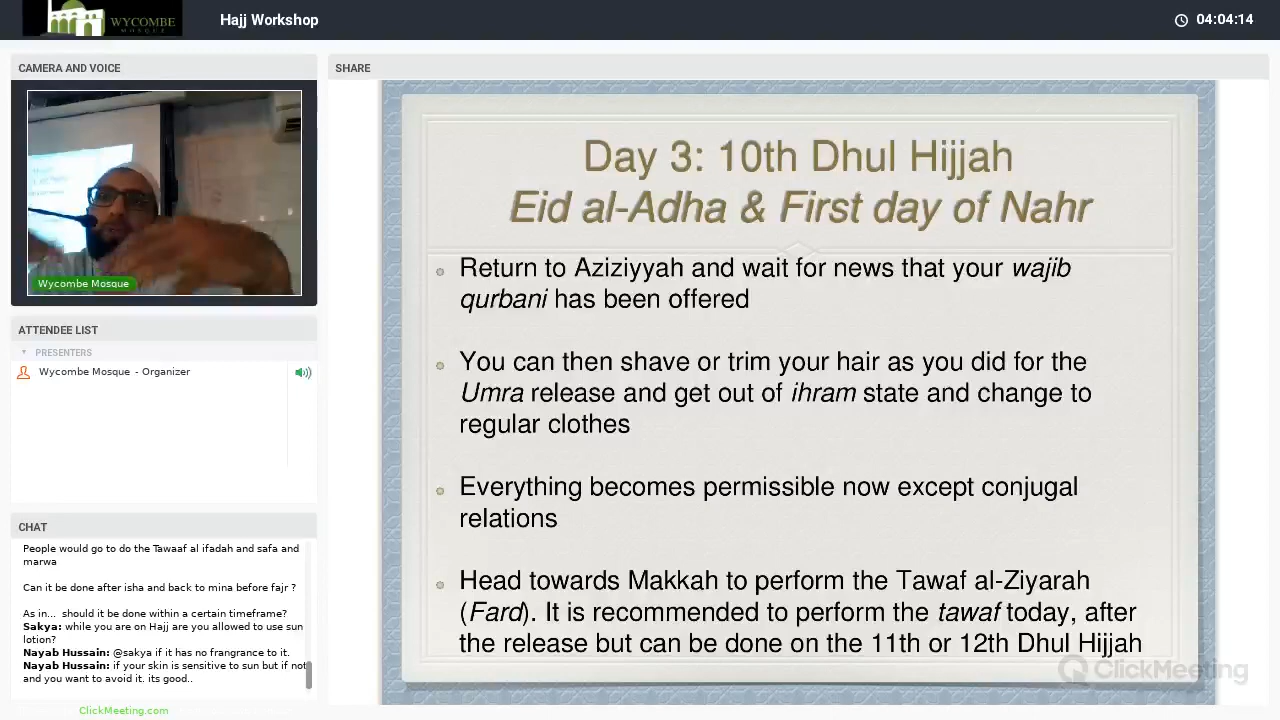 WYCOMBE
MOSQUE
Hajj Workshop
04:04:14
CAMERA AND VOICE
Wycombe Mosque
ATTENDEE LIST
PRESENTERS
Wycombe Mosque - Organizer
CHAT
People would go to do the Tawaaf al ifadah and safa and
marwa
Can it be done after isha and back to mina before fajr ?
As in... should it be done within a certain timeframe?
Sakya: while you are on Hajj are you allowed to use sun
lotion?
Nayab Hussain: @sakya if it has no frangrance to it.
Nayab Hussain: if your skin is sensitive to sun but if not
and you want to avoid it. its good..
ClickMeeting.com
SHARE
Day 3: 10th Dhul Hijjah
Eid al-Adha & First day of Nahr
Return to Aziziyyah and wait for news that your wajib
qurbani has been offered
You can then shave or trim your hair as you did for the
Umra release and get out of ihram state and change to
regular clothes
Everything becomes permissible now except conjugal
relations
Head towards Makkah to perform the Tawaf al-Ziyarah
(Fard). It is recommended to perform the tawaf today, after
the release but can be done on the 11th or 12th Dhul Hijjah
ClickMeeting